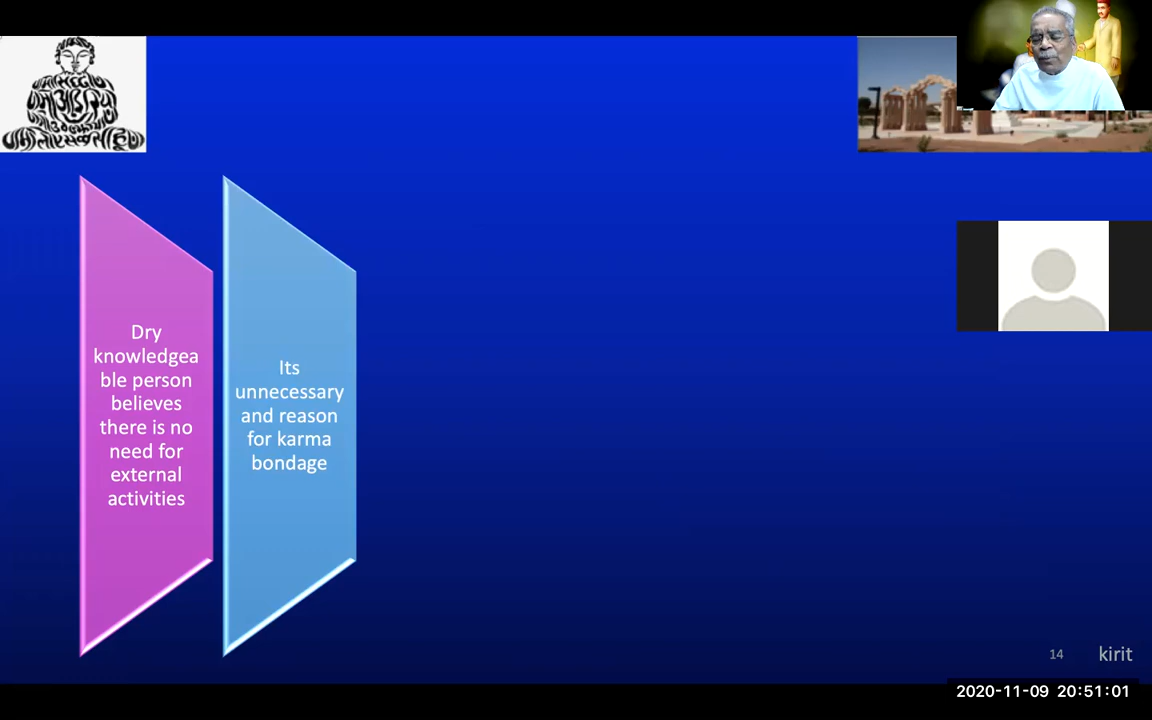 Dry
knowledgea
ble person
believes
there is no
need for
external
activities
Its
unnecessary
and reason
for karma
bondage
14
kirit
2020-11-09 20:51:01